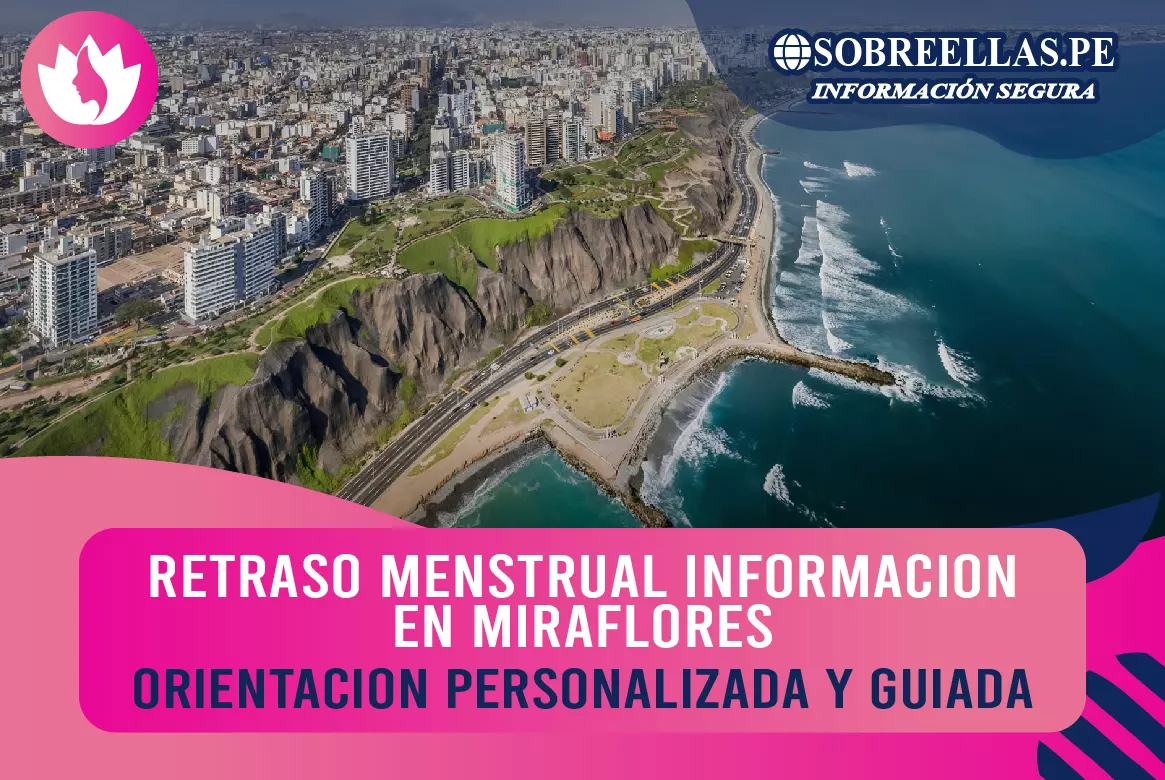 SOBREELLAS.PE
INFORMACIÓN SEGURA
RETRASO MENSTRUAL INFORMACION
EN MIRAFLORES
ORIENTACION PERSONALIZADA Y GUIADA